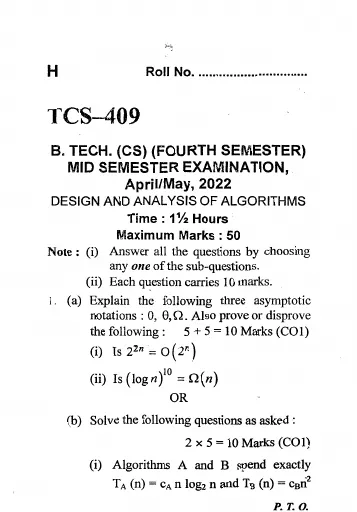 H Roll No. ..............................
TCS–409
B. TECH. (CS) (FOURTH SEMESTER)
MID SEMESTER EXAMINATION,
April/May, 2022
DESIGN AND ANALYSIS OF ALGORITHMS
Time : 1½ Hours
Maximum Marks : 50
Note : (i) Answer all the questions by choosing
any one of the sub-questions.
(ii) Each question carries 10 marks.
1. (a) Explain the following three asymptotic
notations : 0, θ, Ω. Also prove or disprove
the following : 5 + 5 = 10 Marks (CO1)
(i) Is 2²ⁿ = O(2ⁿ)
(ii) Is (log n)¹⁰ = Ω(n)
OR
(b) Solve the following questions as asked :
2 × 5 = 10 Marks (CO1)
(i) Algorithms A and B spend exactly
T_A (n) = c_A n log₂ n and T_B (n) = c_B n²
P. T. O.